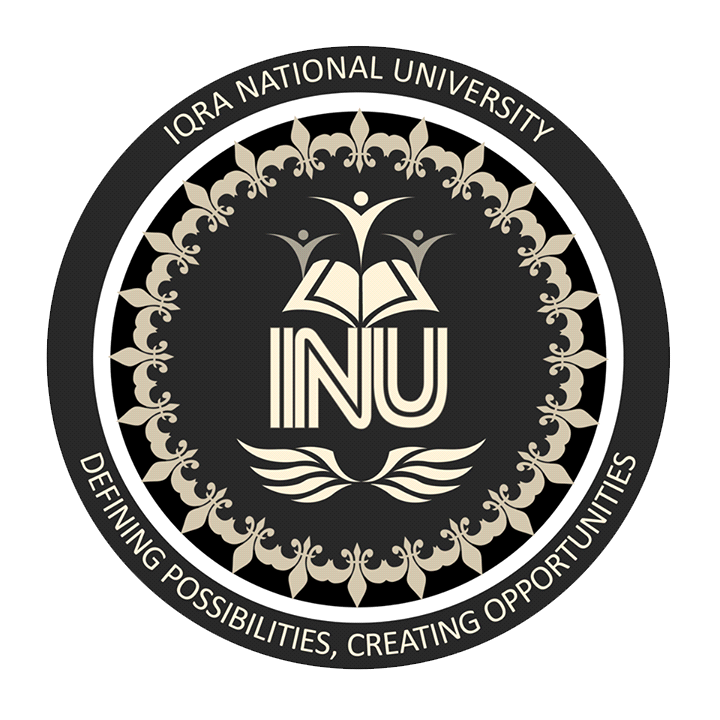 IQRA NATIONAL UNIVERSITY
INU
DEFINING POSSIBILITIES, CREATING OPPORTUNITIES